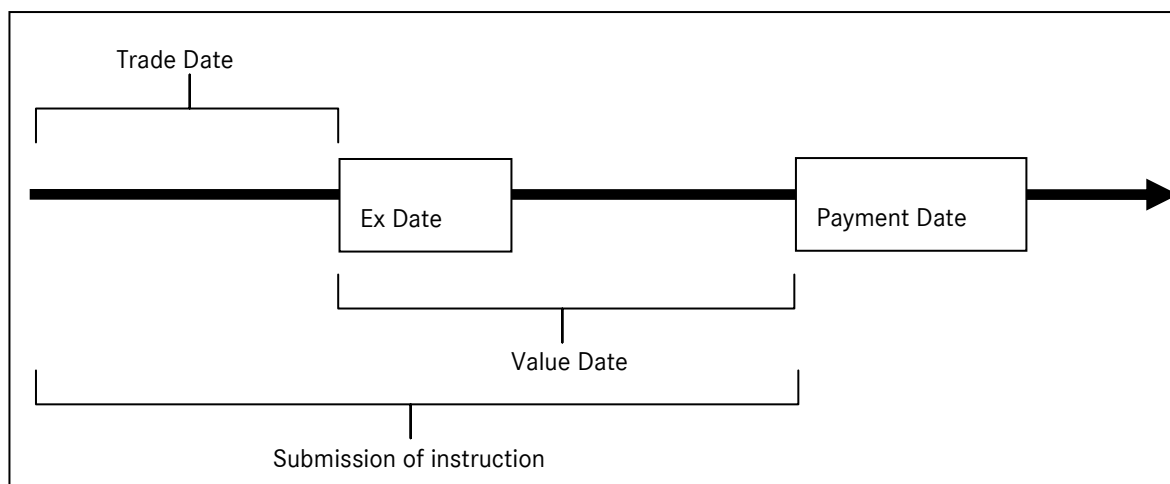 Trade Date
Ex Date
Payment Date
Value Date
Submission of instruction